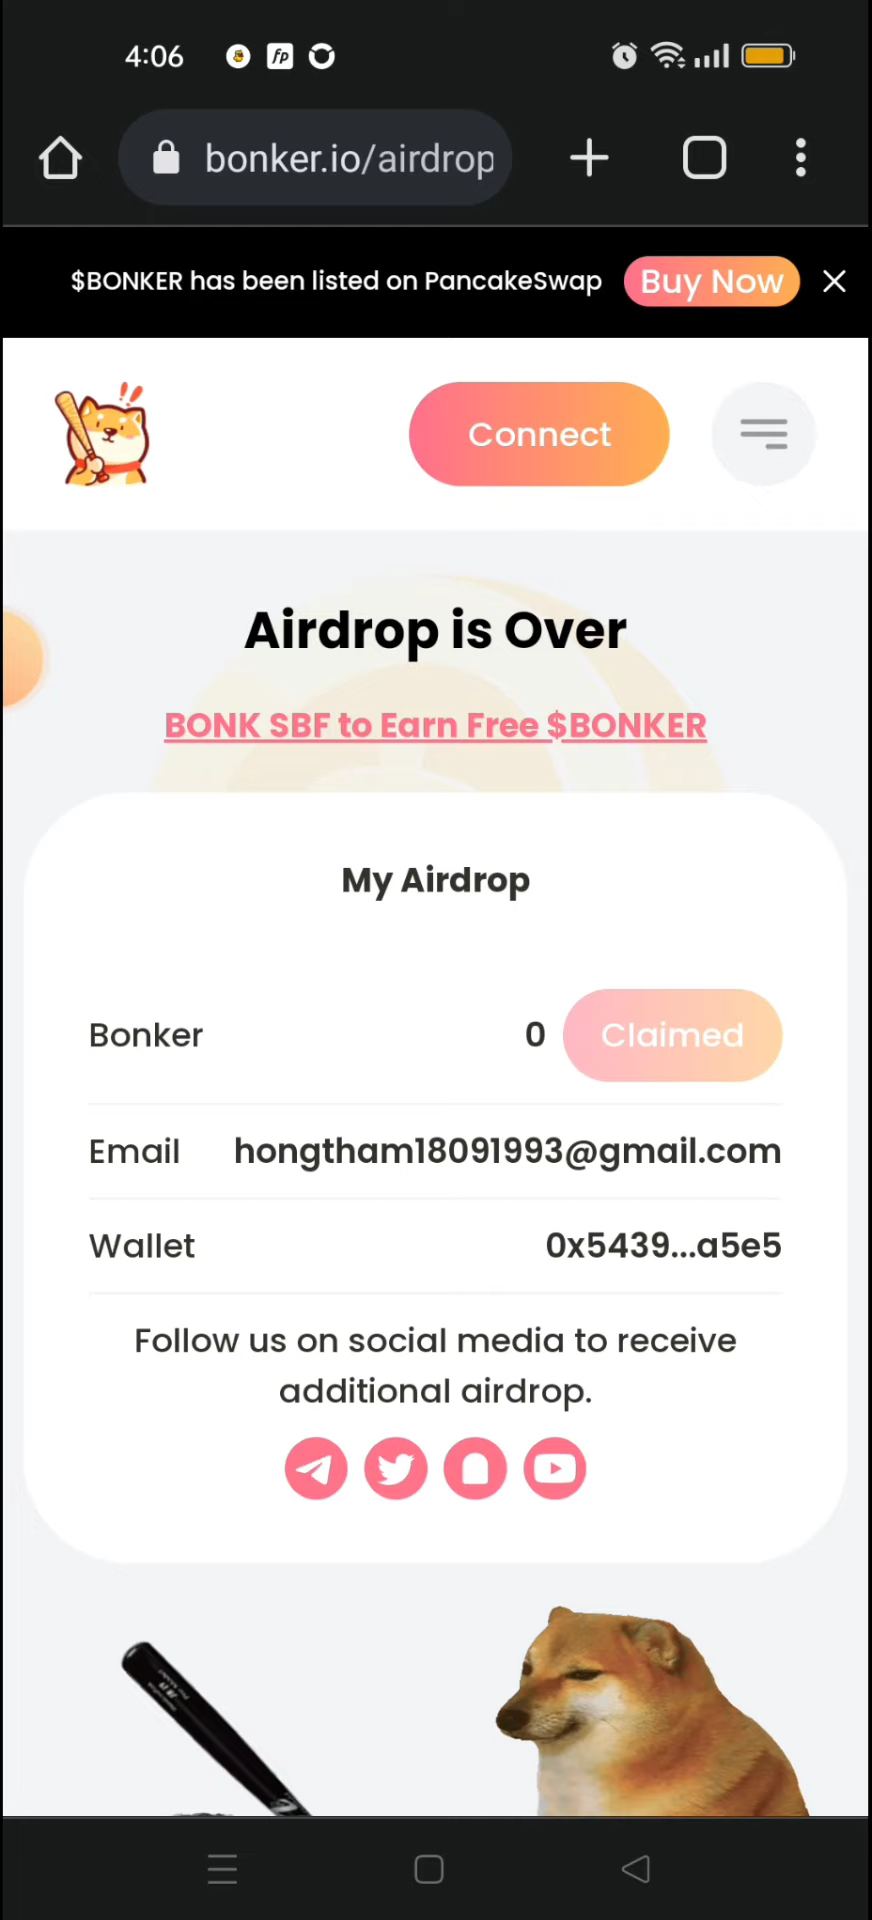 4:06
fp
bonker.io/airdrop
$BONKER has been listed on PancakeSwap
Buy Now
!!
Connect
Airdrop is Over
BONK SBF to Earn Free $BONKER
My Airdrop
Bonker 0 Claimed
Email hongtham18091993@gmail.com
Wallet 0x5439...a5e5
Follow us on social media to receive
additional airdrop.